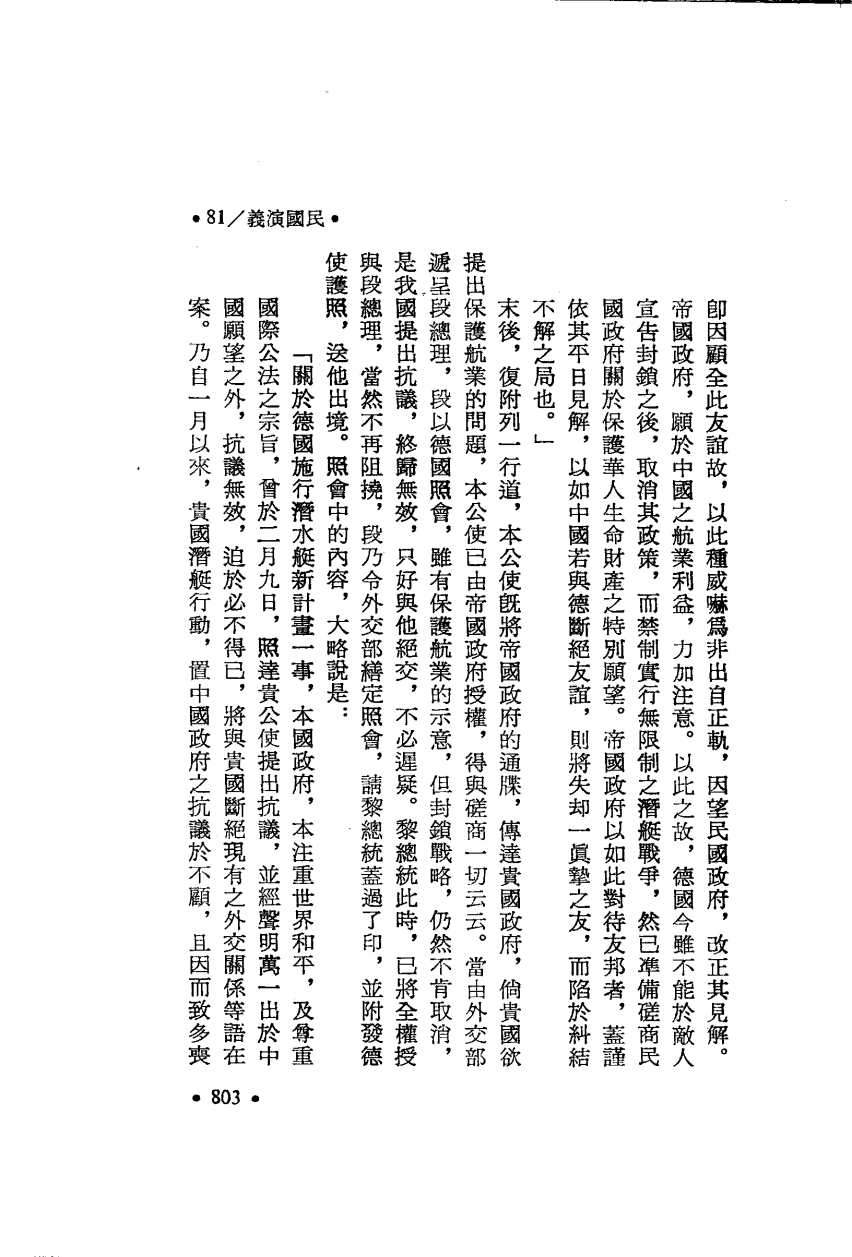 •81/義演國民•
卽因顧全此友誼故，以此種威嚇爲非出自正軌，因望民國政府，改正其見解。
帝國政府，願於中國之航業利益，力加注意。以此之故，德國今雖不能於敵人
宣告封鎖之後，取消其政策，而禁制實行無限制之潛艇戰爭，然已準備磋商民
國政府關於保護華人生命財產之特別願望。帝國政府以如此對待友邦者，蓋謹
依其平日見解，以如中國若與德斷絕友誼，則將失却一眞摯之友，而陷於糾結
不解之局也。」
末後，復附列一行道，本公使旣將帝國政府的通牒，傳達貴國政府，倘貴國欲
提出保護航業的問題，本公使已由帝國政府授權，得與磋商一切云云。當由外交部
遞呈段總理，段以德國照會，雖有保護航業的示意，但封鎖戰略，仍然不肯取消，
是我國提出抗議，終歸無效，只好與他絕交，不必遲疑。黎總統此時，已將全權授
與段總理，當然不再阻撓，段乃令外交部繕定照會，請黎總統蓋過了印，並附發德
使護照，送他出境。照會中的內容，大略說是：
「關於德國施行潛水艇新計畫一事，本國政府，本注重世界和平，及尊重
國際公法之宗旨，曾於二月九日，照達貴公使提出抗議，並經聲明萬一出於中
國願望之外，抗議無效，迫於必不得已，將與貴國斷絕現有之外交關係等語在
案。乃自一月以來，貴國潛艇行動，置中國政府之抗議於不顧，且因而致多喪
•803•